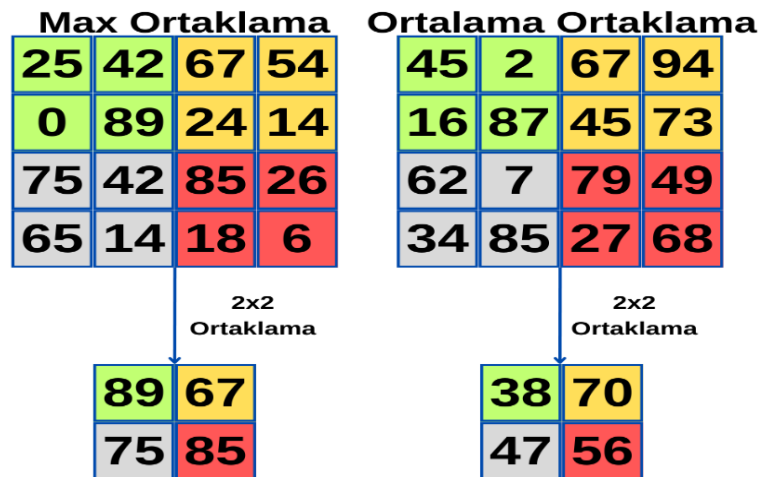 Max Ortaklama
25 42 67 54
0 89 24 14
75 42 85 26
65 14 18 6
2x2
Ortaklama
89 67
75 85
Ortalama Ortaklama
45 2 67 94
16 87 45 73
62 7 79 49
34 85 27 68
2x2
Ortaklama
38 70
47 56